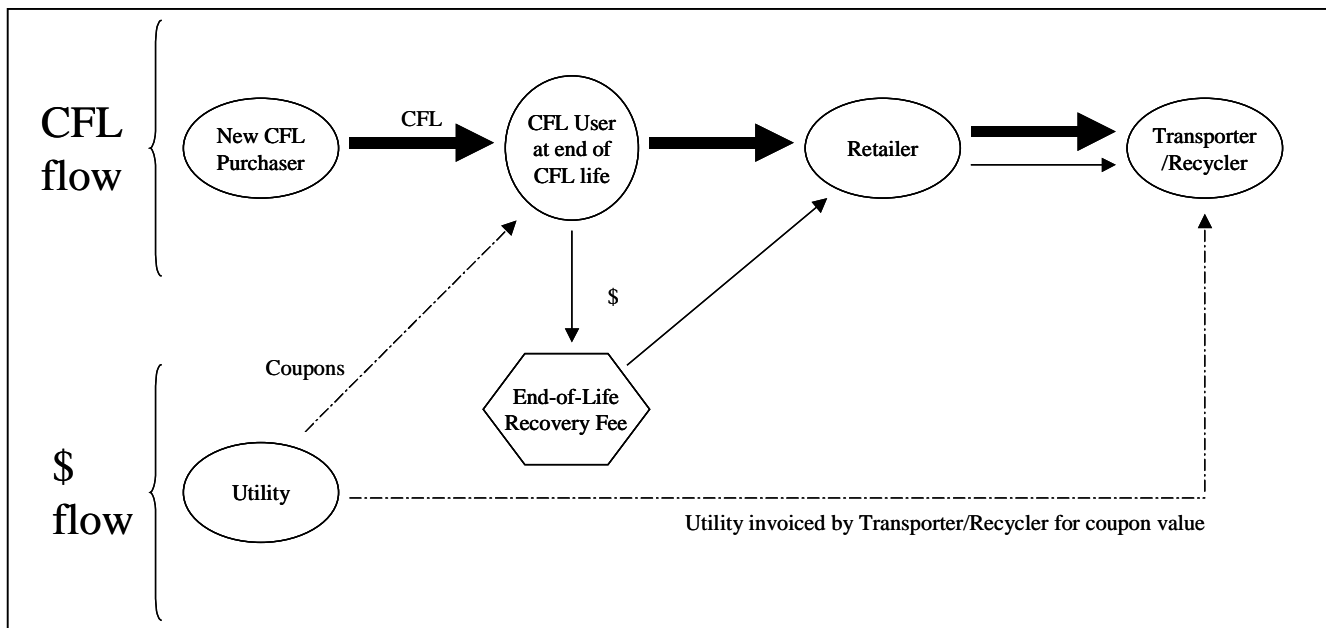 CFL
flow
New CFL
Purchaser
CFL
CFL User
at end of
CFL life
Retailer
Transporter
/Recycler
$
Coupons
End-of-Life
Recovery Fee
$
flow
Utility
Utility invoiced by Transporter/Recycler for coupon value